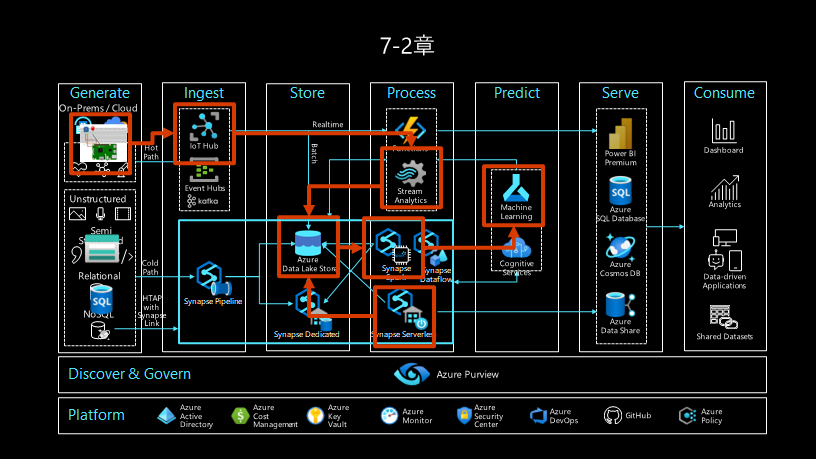 7-2章
Generate
Ingest
Store
Process
Predict
Serve
Consume
On-Prems / Cloud
Hot
Path
IoT Hub
Event Hubs
kafka
Realtime
Batch
Functions
Stream
Analytics
Machine
Learning
Cognitive
Services
Power BI
Premium
Azure
SQL Database
Azure
Cosmos DB
Azure
Data Share
Dashboard
Analytics
Data-driven
Applications
Shared Datasets
Unstructured
Semi
Relational
SQL
NoSQL
Cold
Path
HTAP
with
Synapse
Link
Synapse Pipeline
Azure
Data Lake Store
Synapse Dedicated
Synapse
Spark
Synapse
Dataflow
Synapse Serverless
SQL
Discover & Govern
Azure Purview
Platform
Azure
Active
Directory
Azure
Cost
Management
Azure
Key
Vault
Azure
Monitor
Azure
Security
Center
Azure
DevOps
GitHub
Azure
Policy